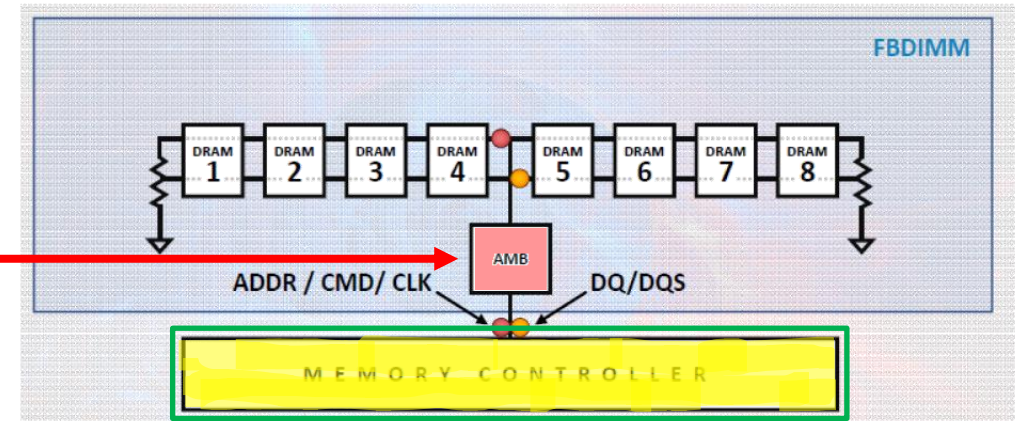 FBDIMM
DRAM 1
DRAM 2
DRAM 3
DRAM 4
DRAM 5
DRAM 6
DRAM 7
DRAM 8
AMB
ADDR / CMD/ CLK
DQ/DQS
MEMORY CONTROLLER